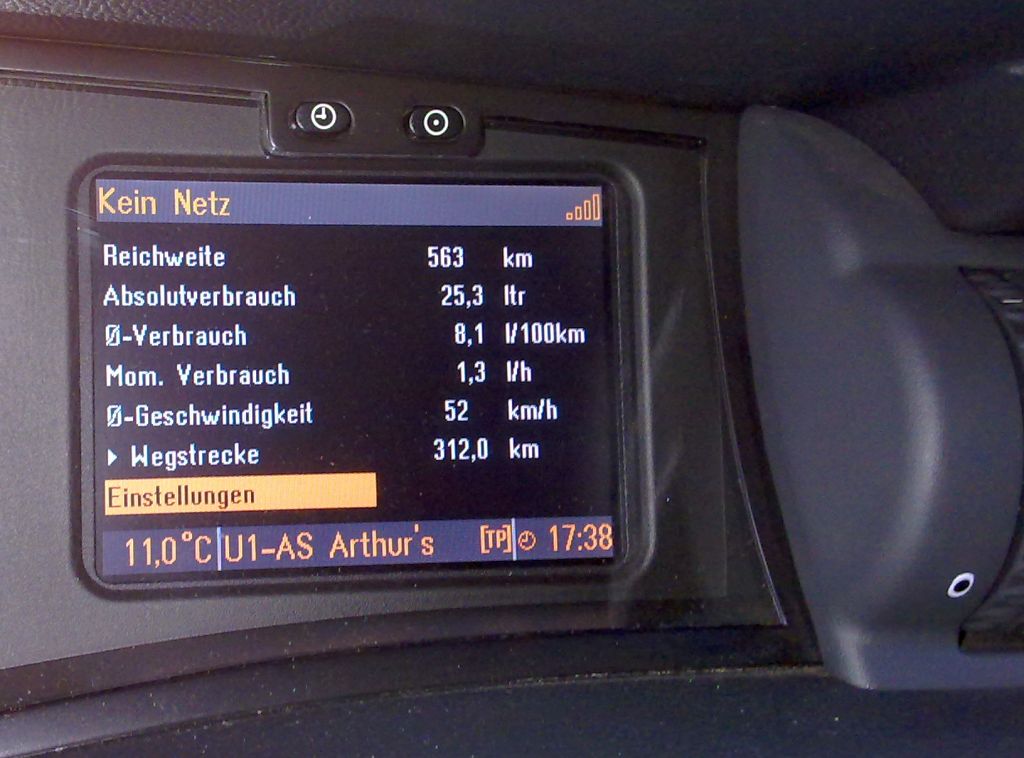 Kein Netz
Reichweite 563 km
Absolutverbrauch 25,3 ltr
Ø-Verbrauch 8,1 l/100km
Mom. Verbrauch 1,3 l/h
Ø-Geschwindigkeit 52 km/h
Wegstrecke 312,0 km
Einstellungen
11,0°C U1-AS Arthur's [TP] 17:38